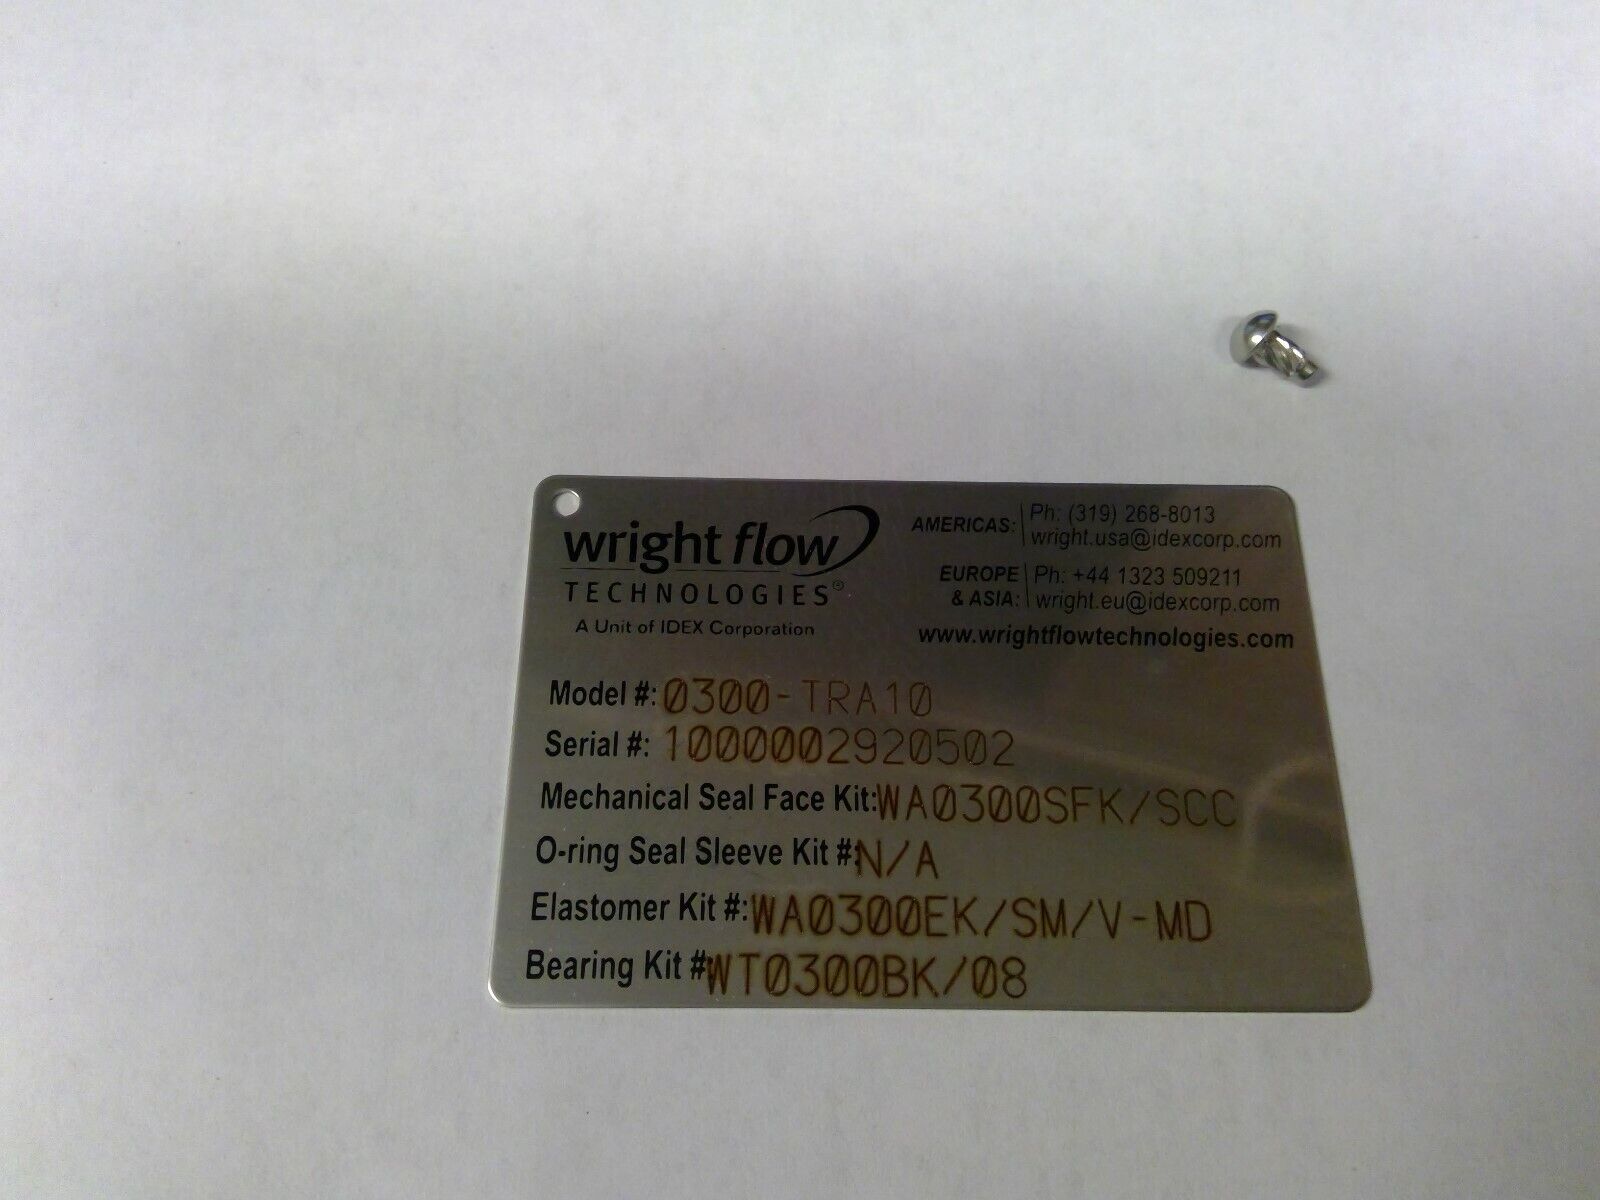 wright flow
TECHNOLOGIES®
A Unit of IDEX Corporation
AMERICAS: Ph: (319) 268-8013
wright.usa@idexcorp.com
EUROPE & ASIA: Ph: +44 1323 509211
wright.eu@idexcorp.com
www.wrightflowtechnologies.com
Model #: 0300-TRA10
Serial #: 1000002920502
Mechanical Seal Face Kit: WA0300SFK/SCC
O-ring Seal Sleeve Kit #: N/A
Elastomer Kit #: WA0300EK/SM/V-MD
Bearing Kit #: WT0300BK/08